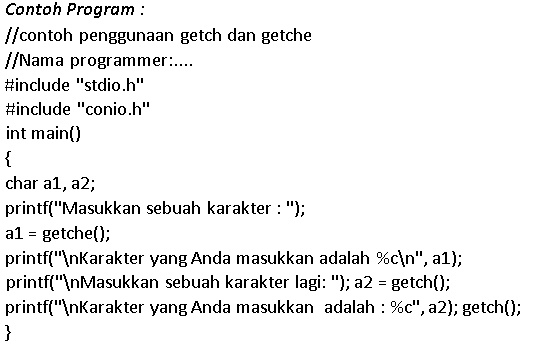 Contoh Program :
//contoh penggunaan getch dan getche
//Nama programmer:....
#include "stdio.h"
#include "conio.h"
int main()
{
char a1, a2;
printf("Masukkan sebuah karakter : ");
a1 = getche();
printf("\nKarakter yang Anda masukkan adalah %c\n", a1);
printf("\nMasukkan sebuah karakter lagi: "); a2 = getch();
printf("\nKarakter yang Anda masukkan  adalah : %c", a2); getch();
}